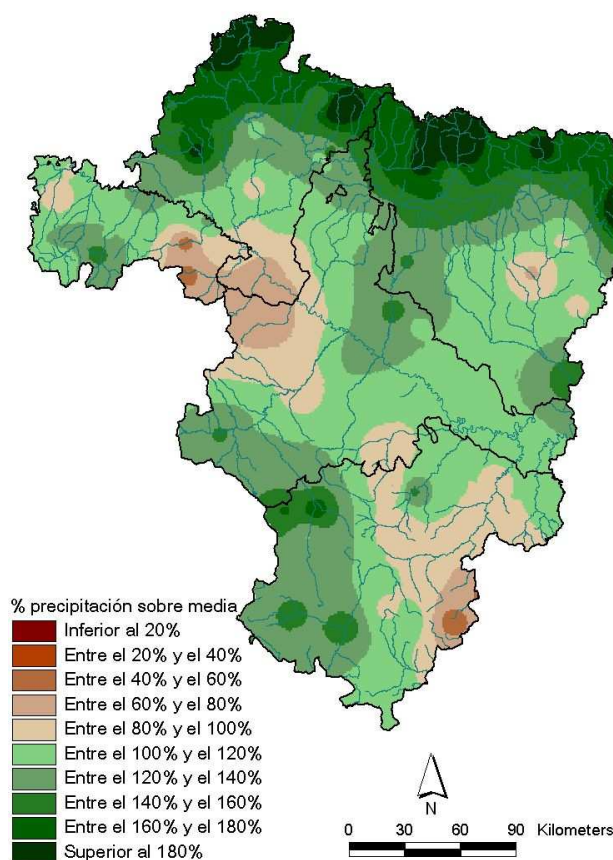 % precipitación sobre media
Inferior al 20%
Entre el 20% y el 40%
Entre el 40% y el 60%
Entre el 60% y el 80%
Entre el 80% y el 100%
Entre el 100% y el 120%
Entre el 120% y el 140%
Entre el 140% y el 160%
Entre el 160% y el 180%
Superior al 180%
N
0 30 60 90 Kilometers